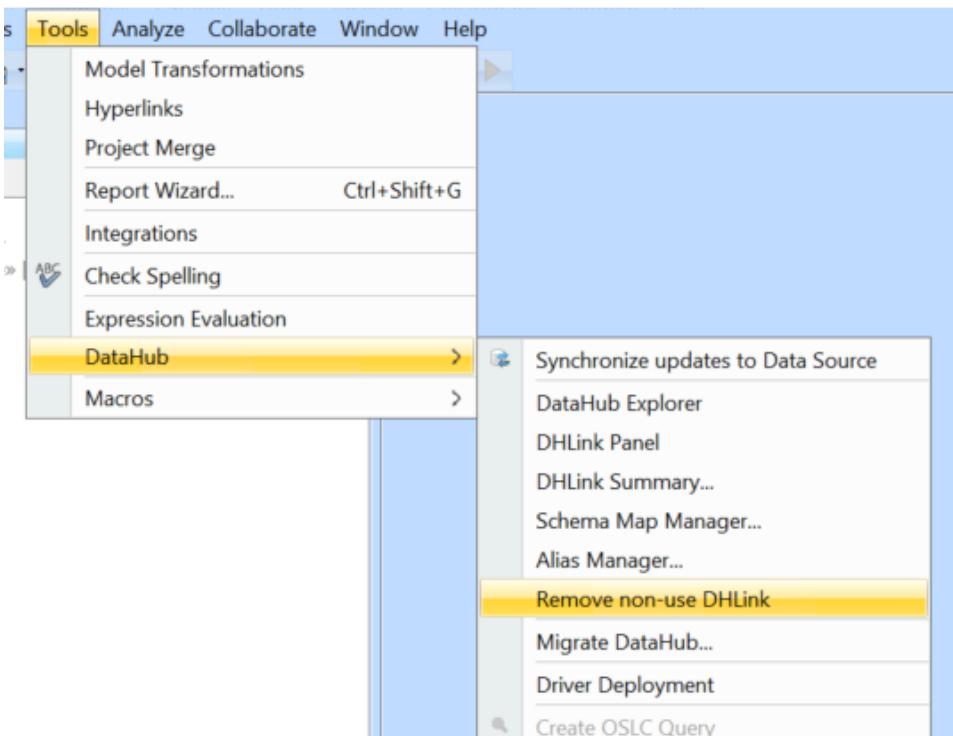 s Tools Analyze Collaborate Window Help
Model Transformations
Hyperlinks
Project Merge
Report Wizard... Ctrl+Shift+G
Integrations
ABC Check Spelling
Expression Evaluation
DataHub
Macros
Synchronize updates to Data Source
DataHub Explorer
DHLink Panel
DHLink Summary...
Schema Map Manager...
Alias Manager...
Remove non-use DHLink
Migrate DataHub...
Driver Deployment
Create OSLC Query